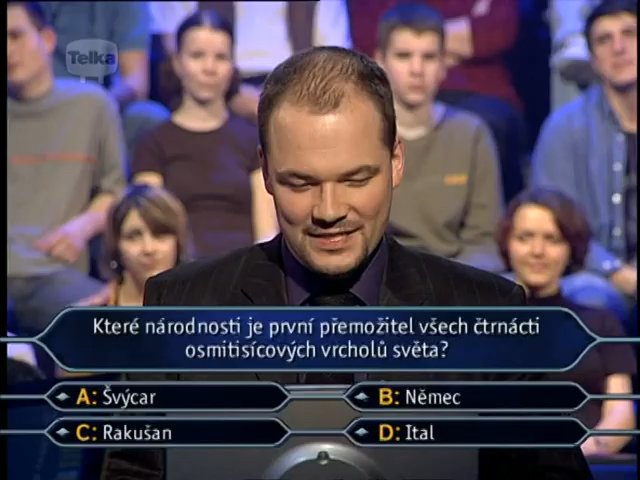 Telka
Které národnosti je první přemožitel všech čtrnácti
osmitisícových vrcholů světa?
A: Švýcar
B: Němec
C: Rakušan
D: Ital